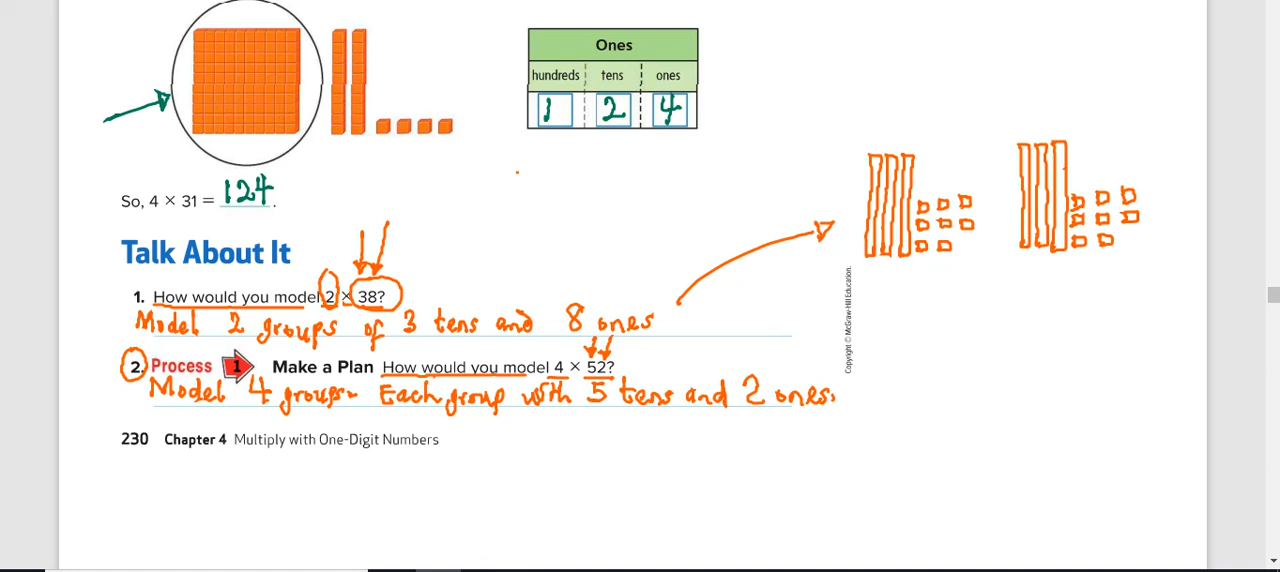 Ones
hundreds tens ones
1 2 4
So, 4 × 31 = 124.
Talk About It
1. How would you model 2 × 38?
Model 2 groups of 3 tens and 8 ones
2. Process 1 Make a Plan How would you model 4 × 52?
Model 4 groups. Each group with 5 tens and 2 ones.
230 Chapter 4 Multiply with One-Digit Numbers
Copyright © McGraw-Hill Education.